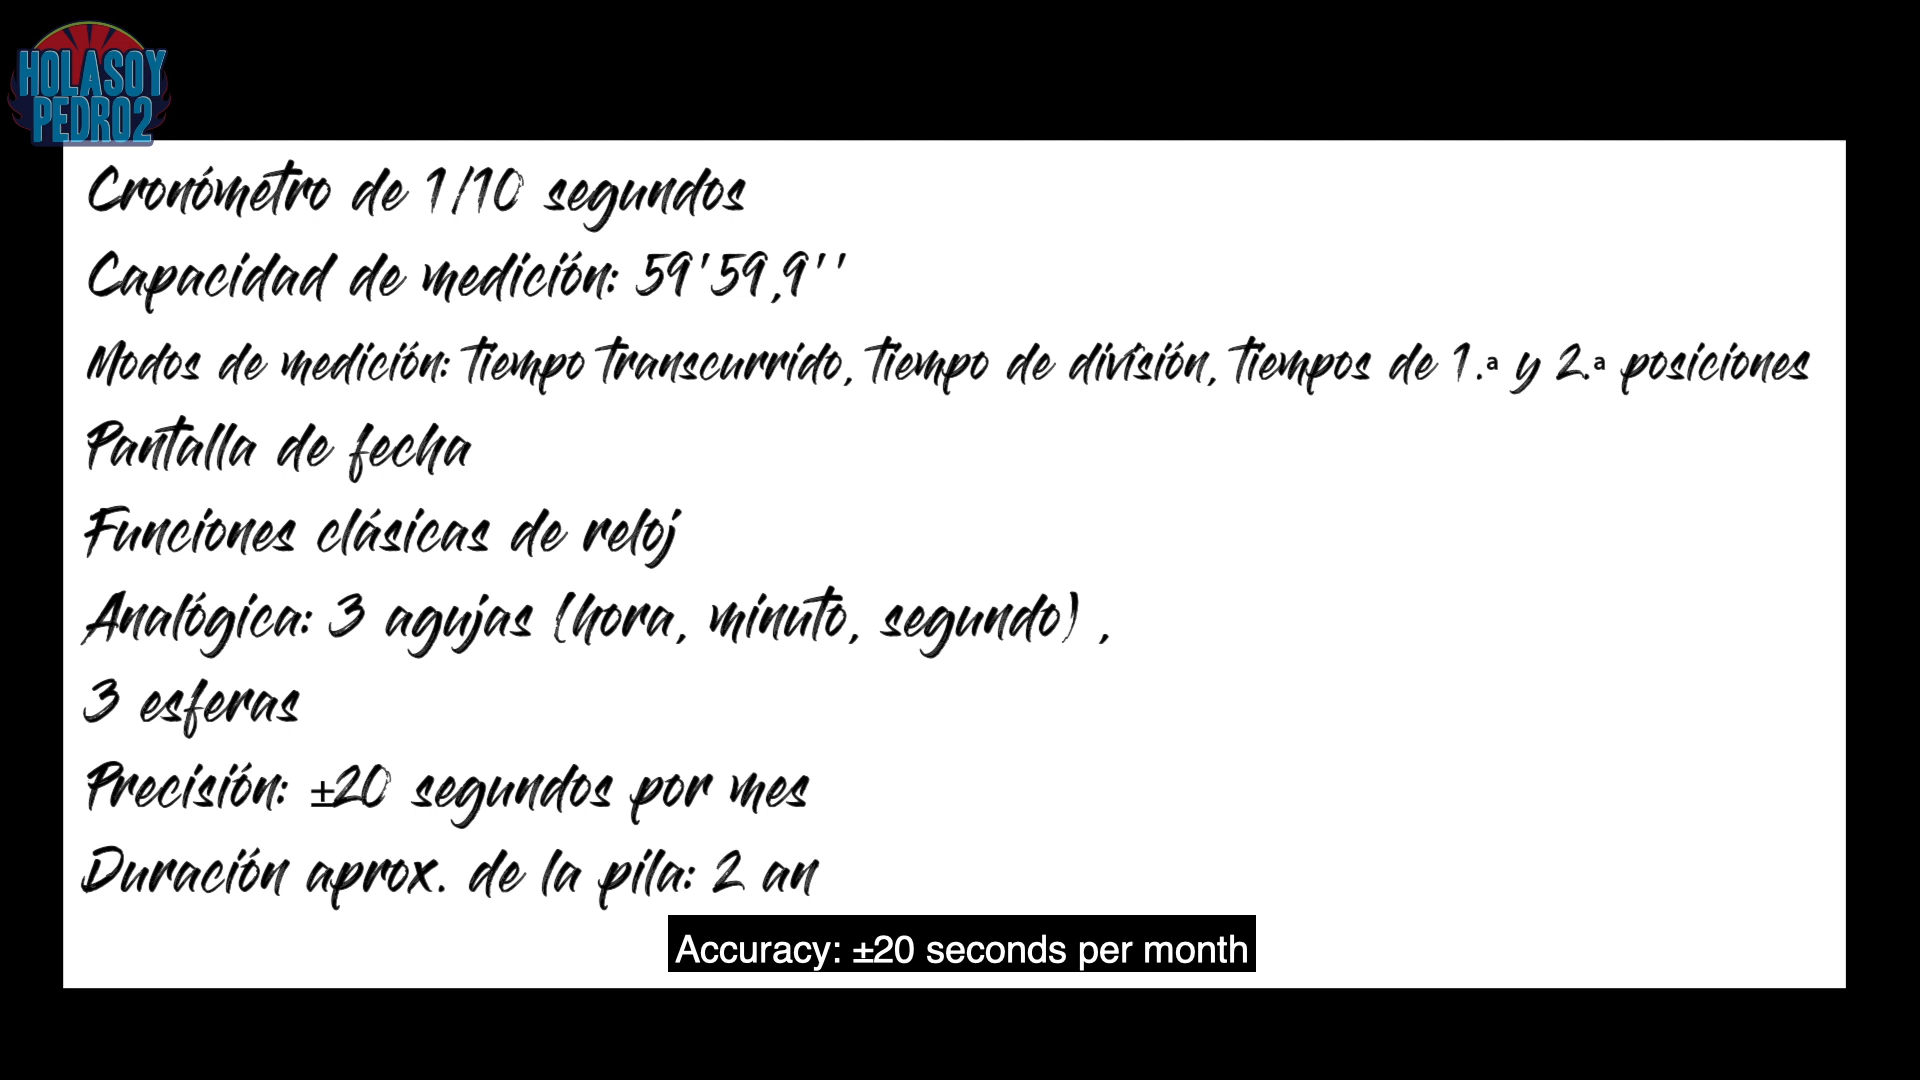 HOLASOY
PEDRO2
Cronómetro de 1/10 segundos
Capacidad de medición: 59'59,9''
Modos de medición: tiempo transcurrido, tiempo de división, tiempos de 1.ª y 2.ª posiciones
Pantalla de fecha
Funciones clásicas de reloj
Analógica: 3 agujas (hora, minuto, segundo) ,
3 esferas
Precisión: ±20 segundos por mes
Duración aprox. de la pila: 2 an
Accuracy: ±20 seconds per month